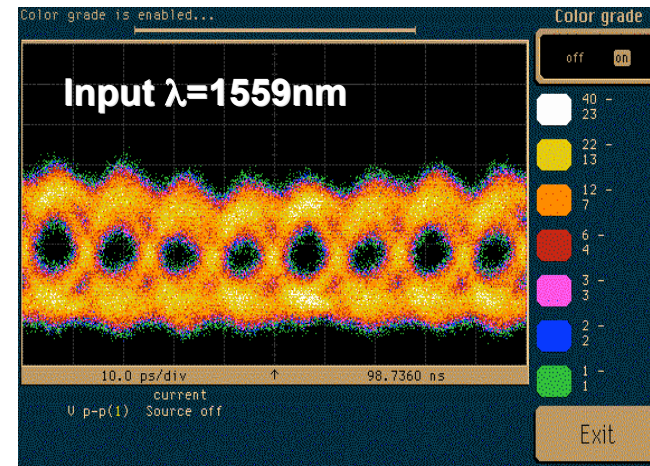 Color grade is enabled...
Color grade
off on
Input λ=1559nm
40 -
23
22 -
13
12 -
7
6 -
4
3 -
3
2 -
2
1 -
1
10.0 ps/div ↑ 98.7360 ns
current
V p-p(1) Source off
Exit